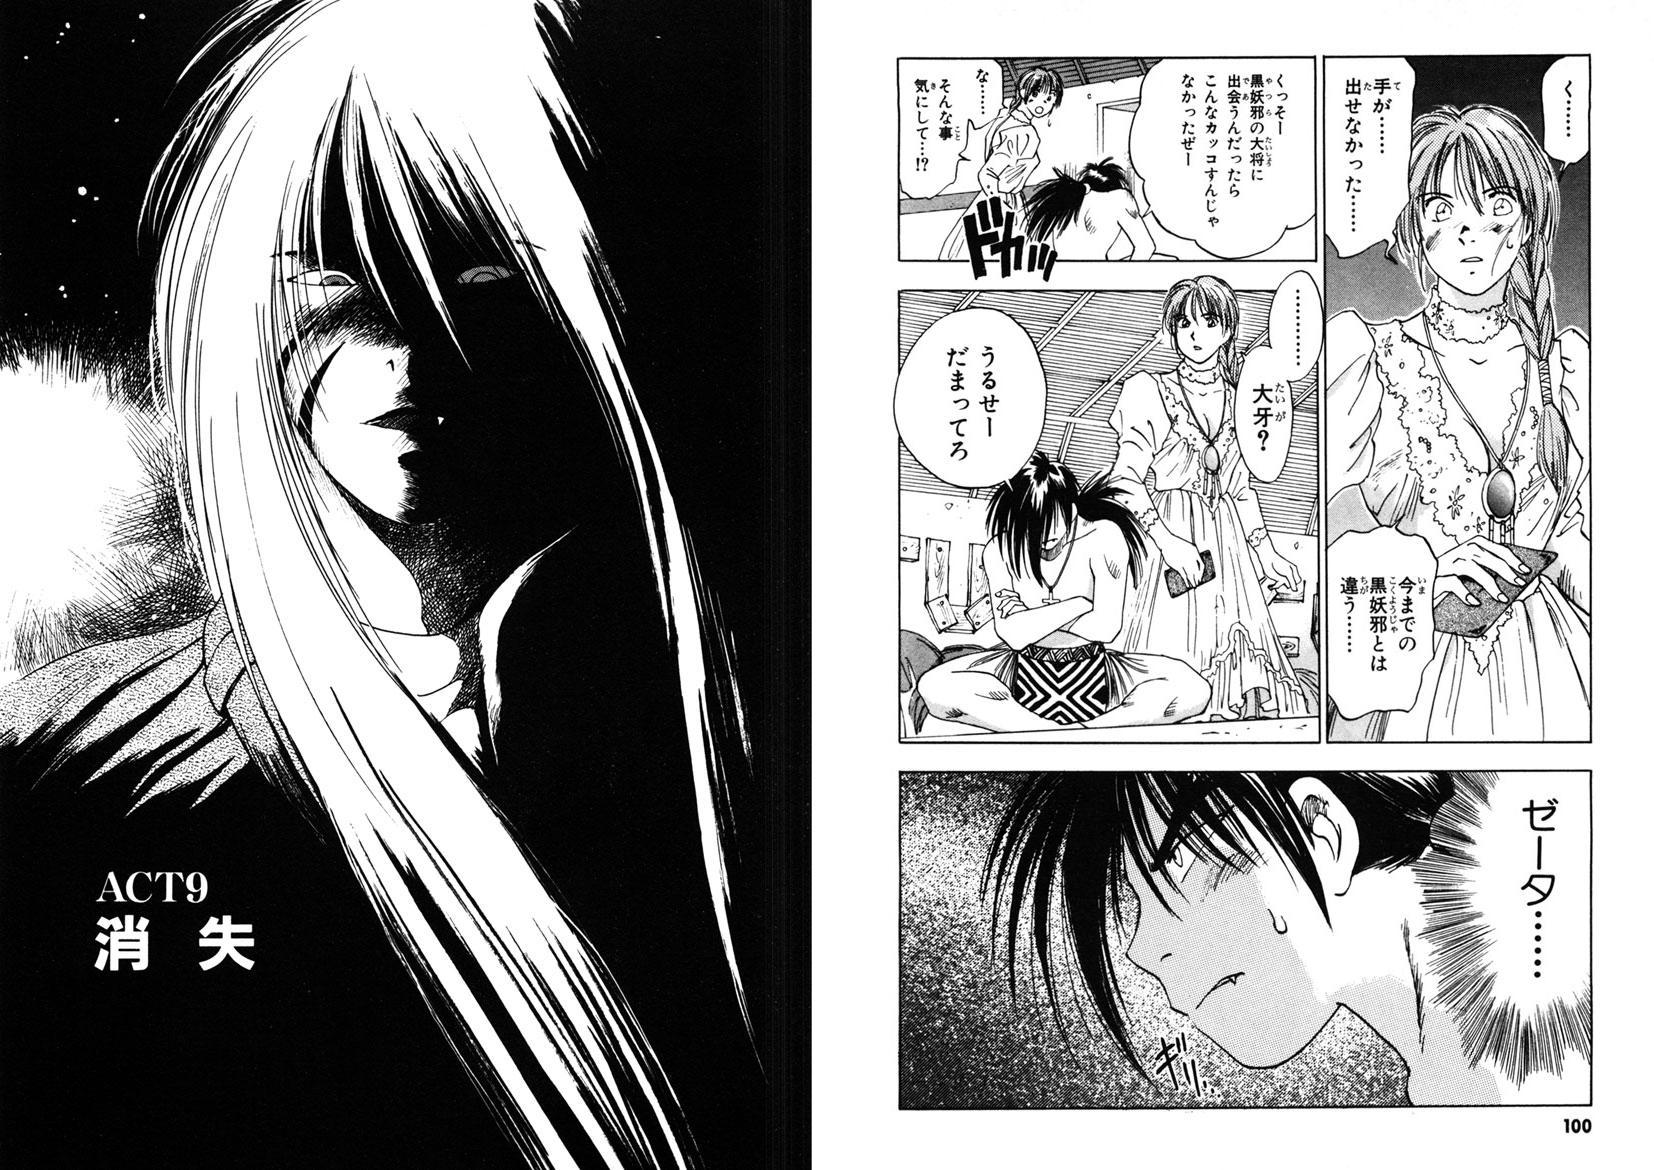 く……
手が……
出せなかった……
今までの
黒妖邪とは
違う……
くっそー
黒妖邪の大将に
出会うんだったら
こんなカッコすんじゃ
なかったぜー
な……
そんな事
気にして…!?
ドカッ
………
大牙?
うるせー
だまってろ
ゼータ……
ギリ…
100
ACT9
消失